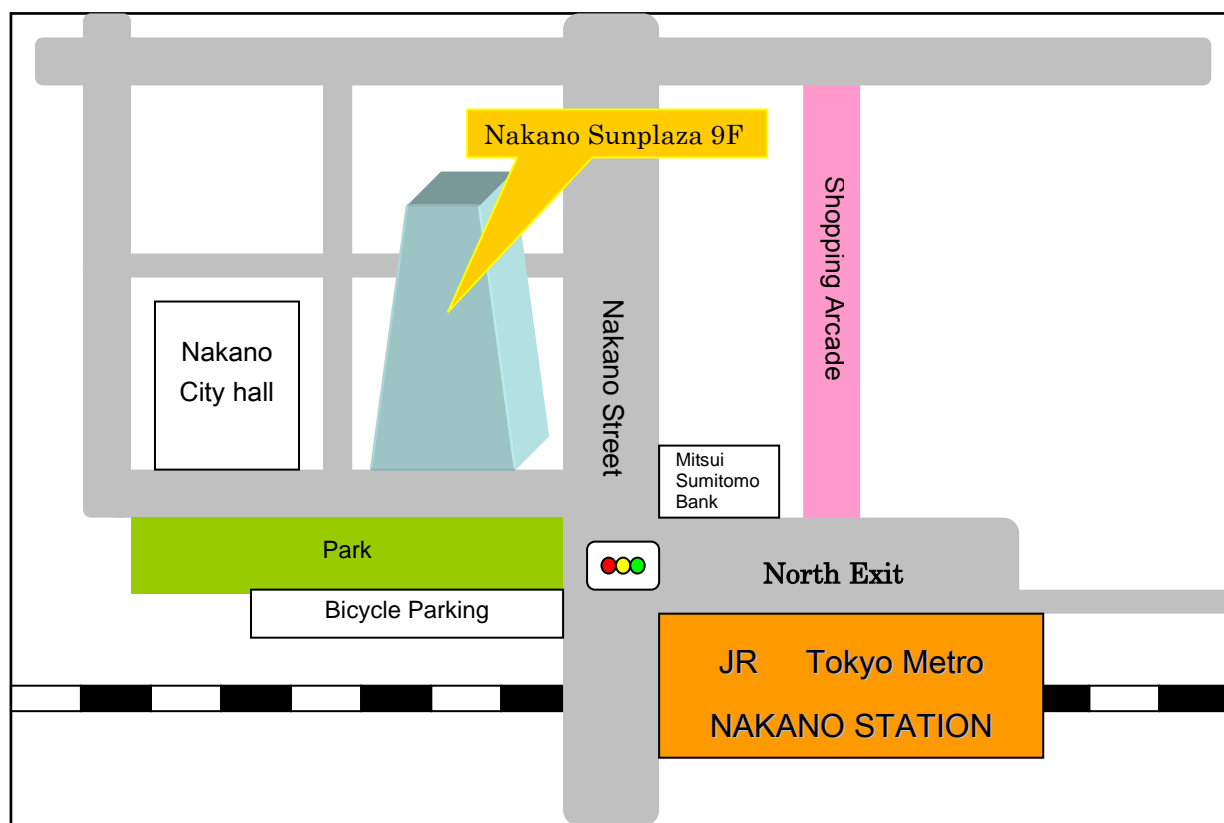 Nakano Sunplaza 9F
Shopping Arcade
Nakano
City hall
Nakano Street
Mitsui
Sumitomo
Bank
Park
North Exit
Bicycle Parking
JR Tokyo Metro
NAKANO STATION